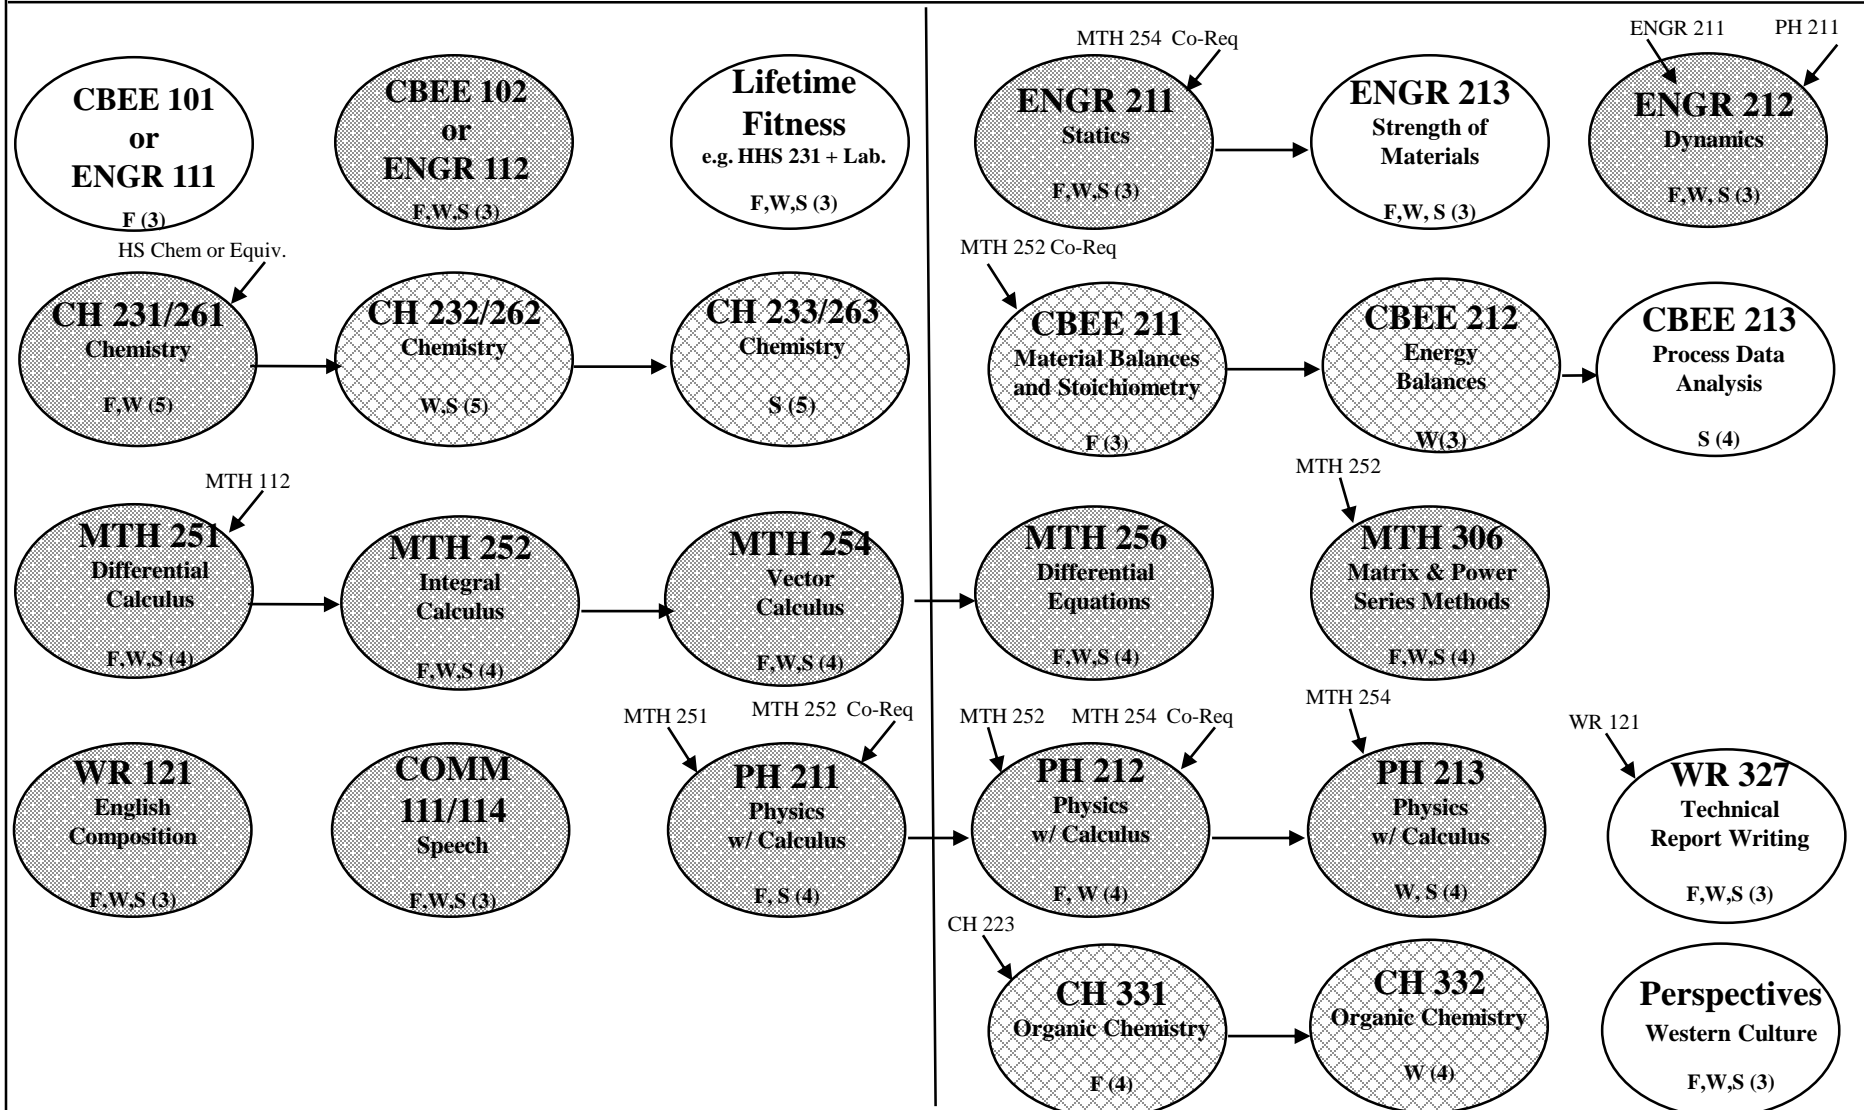 CBEE 101
or
ENGR 111
F (3)
CBEE 102
or
ENGR 112
F,W,S (3)
Lifetime
Fitness
e.g. HHS 231 + Lab.
F,W,S (3)
HS Chem or Equiv.
CH 231/261
Chemistry
F,W (5)
CH 232/262
Chemistry
W,S (5)
CH 233/263
Chemistry
S (5)
MTH 112
MTH 251
Differential
Calculus
F,W,S (4)
MTH 252
Integral
Calculus
F,W,S (4)
MTH 254
Vector
Calculus
F,W,S (4)
WR 121
English
Composition
F,W,S (3)
COMM
111/114
Speech
F,W,S (3)
MTH 251
MTH 252 Co-Req
PH 211
Physics
w/ Calculus
F, S (4)
MTH 254 Co-Req
ENGR 211
Statics
F,W,S (3)
ENGR 213
Strength of
Materials
F,W, S (3)
ENGR 211
PH 211
ENGR 212
Dynamics
F,W, S (3)
MTH 252 Co-Req
CBEE 211
Material Balances
and Stoichiometry
F (3)
CBEE 212
Energy
Balances
W(3)
CBEE 213
Process Data
Analysis
S (4)
MTH 256
Differential
Equations
F,W,S (4)
MTH 252
MTH 306
Matrix & Power
Series Methods
F,W,S (4)
MTH 252
MTH 254 Co-Req
PH 212
Physics
w/ Calculus
F, W (4)
MTH 254
PH 213
Physics
w/ Calculus
W, S (4)
WR 121
WR 327
Technical
Report Writing
F,W,S (3)
CH 223
CH 331
Organic Chemistry
F (4)
CH 332
Organic Chemistry
W (4)
Perspectives
Western Culture
F,W,S (3)